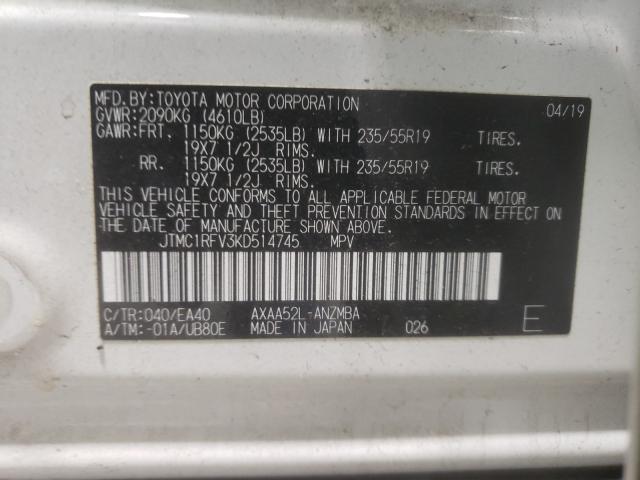 MFD.BY:TOYOTA MOTOR CORPORATION 04/19
GVWR:2090KG (4610LB)
GAWR:FRT. 1150KG (2535LB) WITH 235/55R19 TIRES.
19X7 1/2J RIMS.
RR. 1150KG (2535LB) WITH 235/55R19 TIRES.
19X7 1/2J RIMS.
THIS VEHICLE CONFORMS TO ALL APPLICABLE FEDERAL MOTOR
VEHICLE SAFETY AND THEFT PREVENTION STANDARDS IN EFFECT ON
THE DATE OF MANUFACTURE SHOWN ABOVE.
JTMC1RFV3KD514745 MPV
C/TR:040/EA40 AXAA52L-ANZMBA
A/TM:-01A/UB80E MADE IN JAPAN 026 E